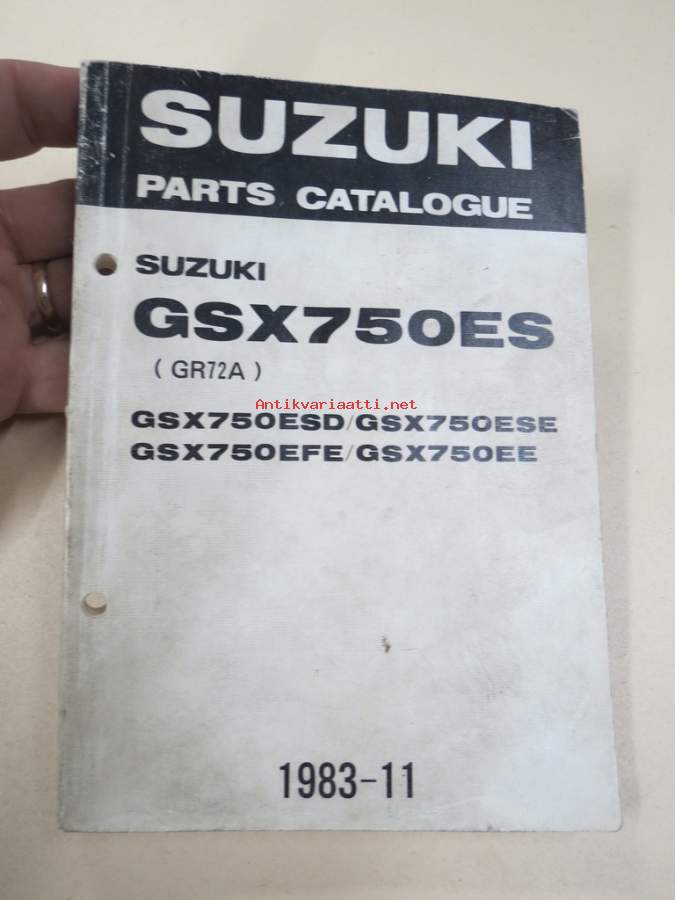 SUZUKI
PARTS CATALOGUE
SUZUKI
GSX750ES
( GR72A )
Antikvariaatti.net
GSX750ESD/GSX750ESE
GSX750EFE/GSX750EE
1983-11